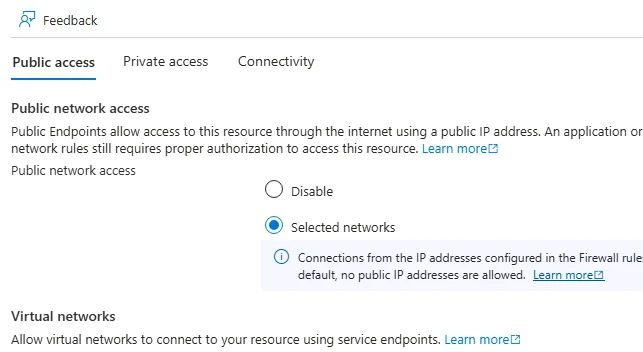 Feedback
Public access Private access Connectivity
Public network access
Public Endpoints allow access to this resource through the internet using a public IP address. An application or
network rules still requires proper authorization to access this resource. Learn more
Public network access
Disable
Selected networks
Connections from the IP addresses configured in the Firewall rules
default, no public IP addresses are allowed. Learn more
Virtual networks
Allow virtual networks to connect to your resource using service endpoints. Learn more